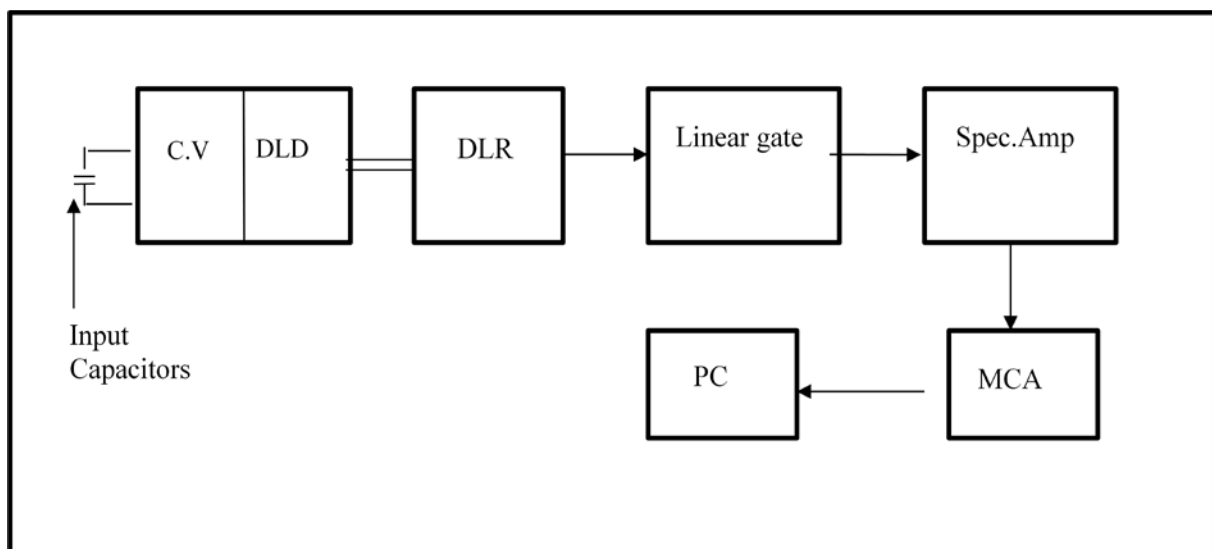 C.V
DLD
DLR
Linear gate
Spec.Amp
Input
Capacitors
PC
MCA